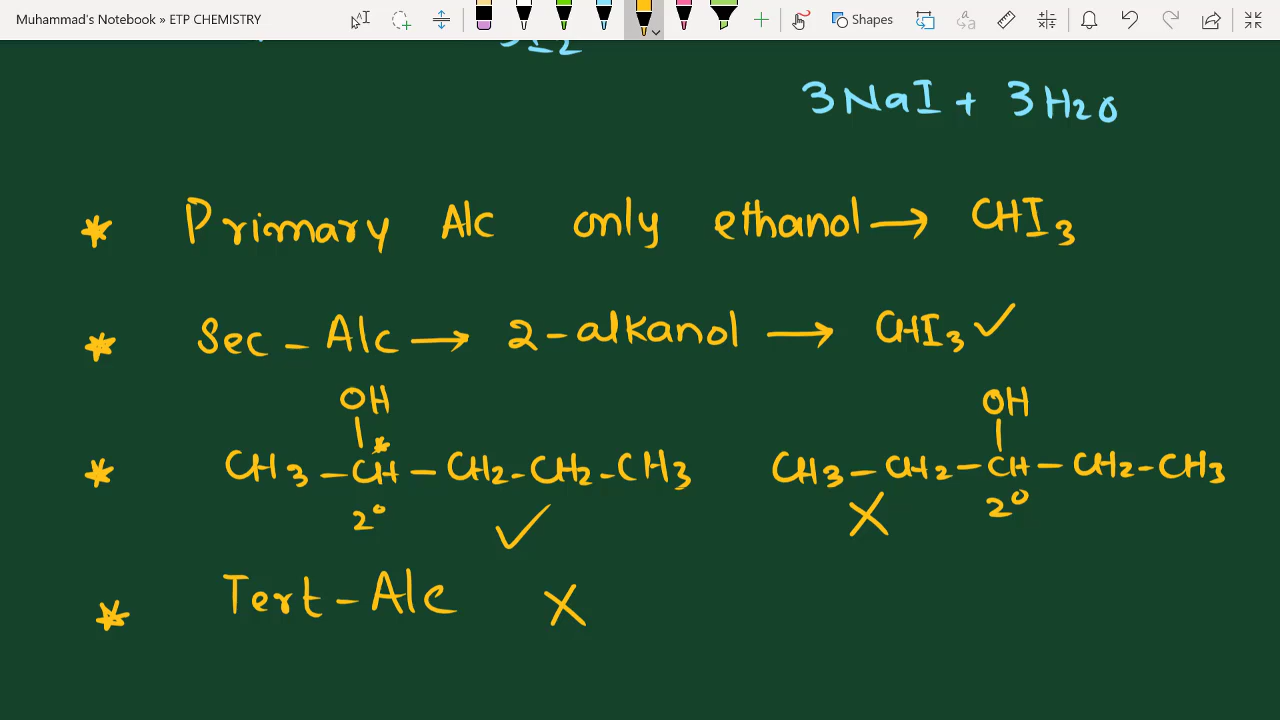 Muhammad's Notebook » ETP CHEMISTRY
Shapes
3NaI + 3H2O
* Primary Alc only ethanol → CHI3
* Sec - Alc → 2-alkanol → CHI3 ✓
OH OH
* CH3 - CH* - CH2 - CH2 - CH3 CH3 - CH2 - CH - CH2 - CH3
2° ✓ X 2°
* Tert - Alc X